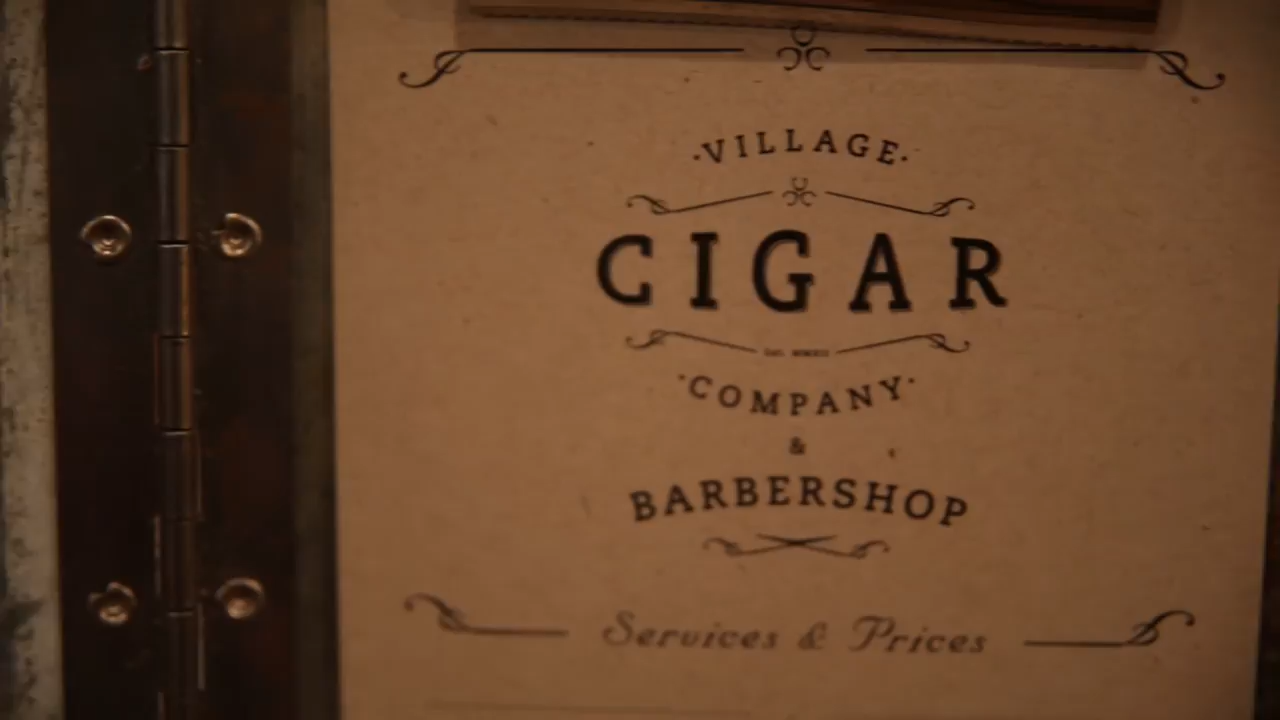 ·VILLAGE·
CIGAR
·COMPANY·
&
BARBERSHOP
Services & Prices